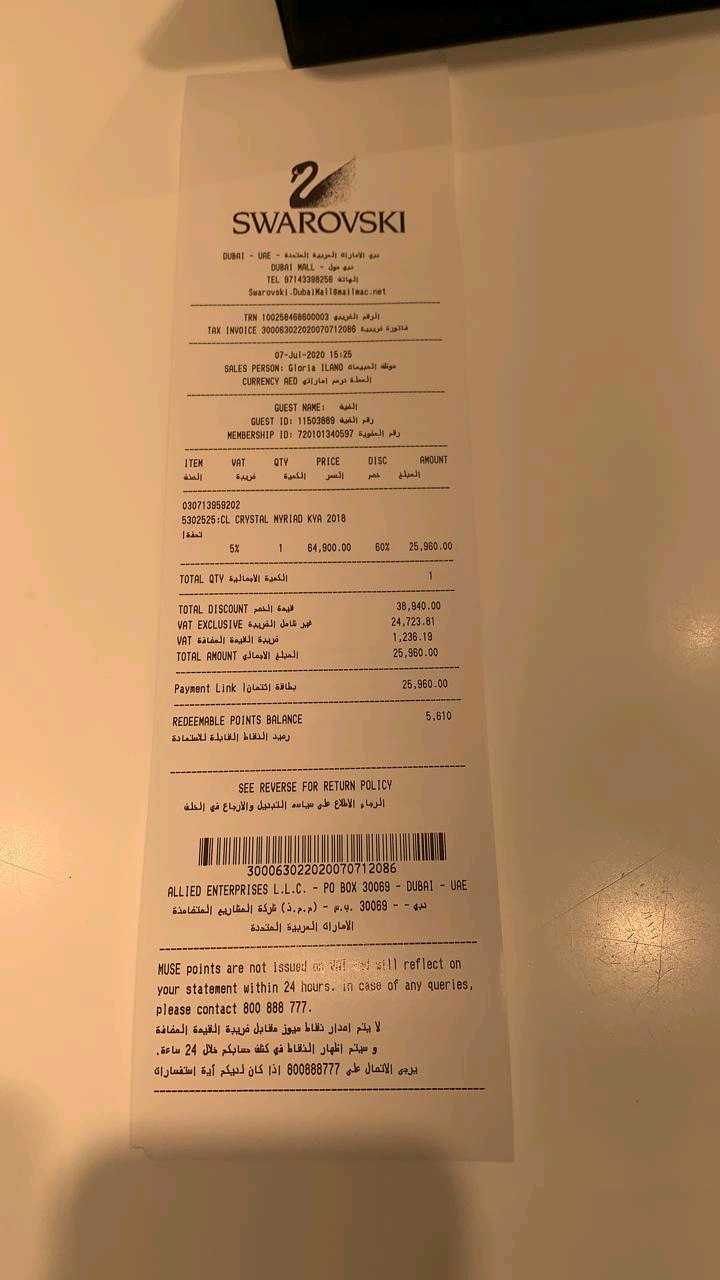 SWAROVSKI
DUBAI - UAE - دبي الامارات العربية المتحدة
DUBAI MALL - دبي مول
TEL 97143398256 الهاتف
Swarovski.DubaiMall@mailmac.net
TRN 100256468600003 الرقم الضريبي
TAX INVOICE 300063022020070712086 فاتورة ضريبية
07-Jul-2020 15:25
SALES PERSON: Gloria ILANO موظف المبيعات
CURRENCY AED العملة درهم اماراتي
GUEST NAME: الضيف
GUEST ID: 11503889 رقم الضيف
MEMBERSHIP ID: 720101340597 رقم العضوية
ITEM VAT QTY PRICE DISC AMOUNT
الصنف ضريبة الكمية السعر خصم المبلغ
030713959202
5302525:CL CRYSTAL MYRIAD KYA 2018
تحفة ا
5% 1 64,900.00 60% 25,960.00
TOTAL QTY الكمية الاجمالية 1
TOTAL DISCOUNT قيمة الخصم 38,940.00
VAT EXCLUSIVE غير شامل الضريبة 24,723.81
VAT ضريبة القيمة المضافة 1,236.19
TOTAL AMOUNT المبلغ الاجمالي 25,960.00
Payment Link بطاقة إئتمان ا 25,960.00
REDEEMABLE POINTS BALANCE 5,610
رصيد النقاط القابلة للاستعادة
SEE REVERSE FOR RETURN POLICY
الرجاء الاطلاع على سياسه التبديل والارجاع في الخلف
300063022020070712086
ALLIED ENTERPRISES L.L.C. - PO BOX 30069 - DUBAI - UAE
شركة المشاريع المتضامنة (ذ.م.م) - ص.ب. 30069 - دبي -
الامارات العربية المتحدة
MUSE points are not issued on VAT and will reflect on
your statement within 24 hours. in case of any queries,
please contact 800 888 777.
لا يتم إصدار نقاط ميوز مقابل ضريبة القيمة المضافة
و سيتم إظهار النقاط في كشف حسابكم خلال 24 ساعة.
يرجى الاتصال على 800888777 إذا كان لديكم أية استفسارات